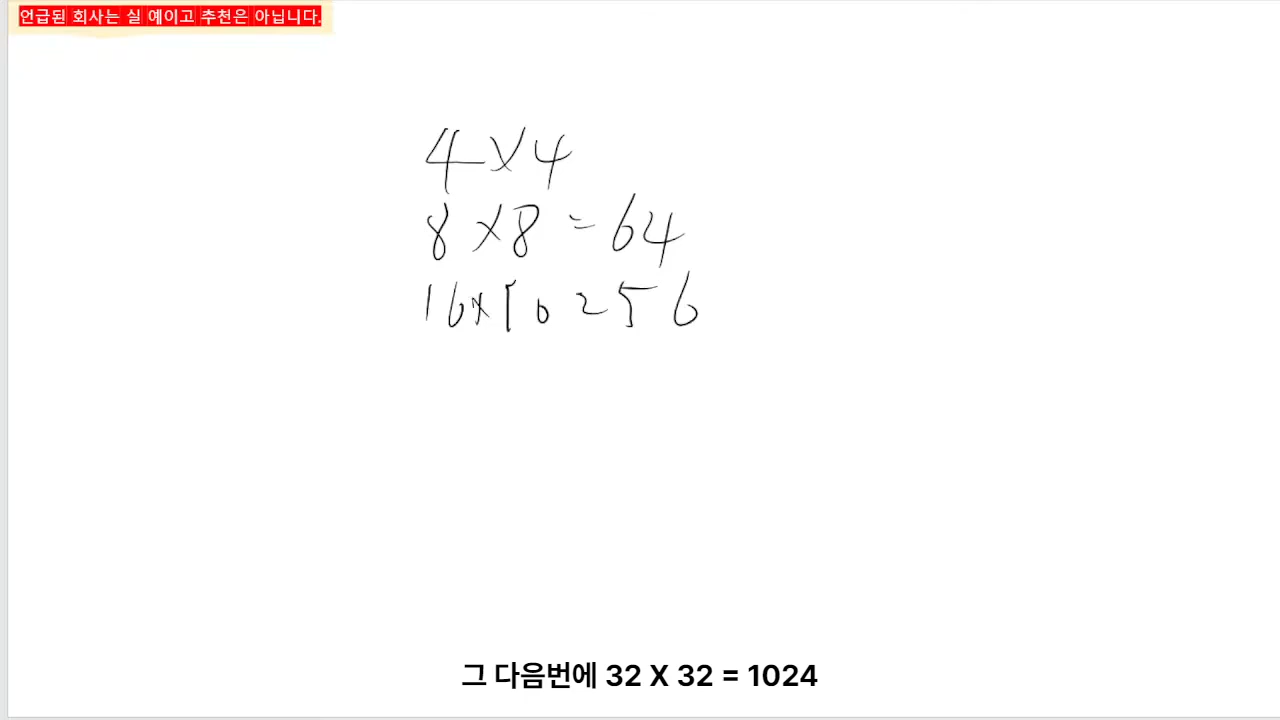 언급된 회사는 실 예이고 추천은 아닙니다.
4x4
8x8 = 64
16x16 256
그 다음번에 32 X 32 = 1024